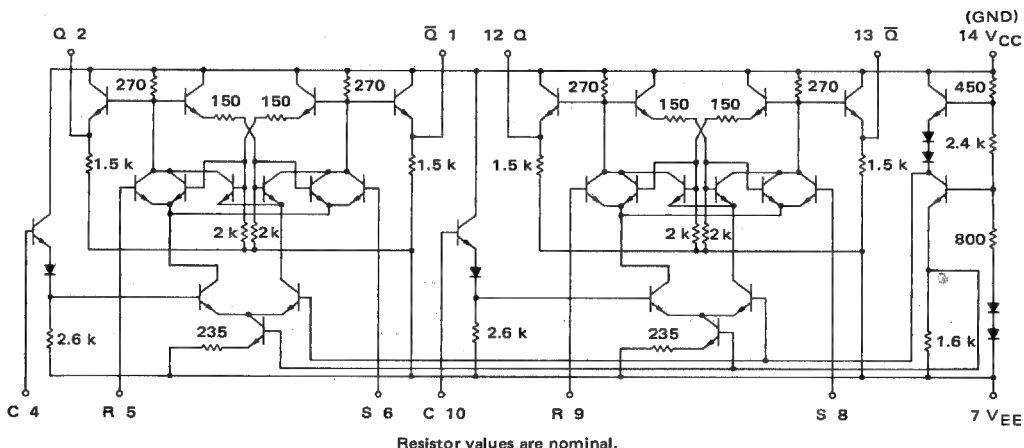 (GND)
Q 2
Q̅ 1
12 Q
13 Q̅
14 VCC
270
270
270
270
450
150
150
150
150
2.4 k
1.5 k
1.5 k
1.5 k
1.5 k
2 k
2 k
2 k
2 k
800
235
235
2.6 k
2.6 k
1.6 k
C 4
R 5
S 6
C 10
R 9
S 8
7 VEE
Resistor values are nominal.